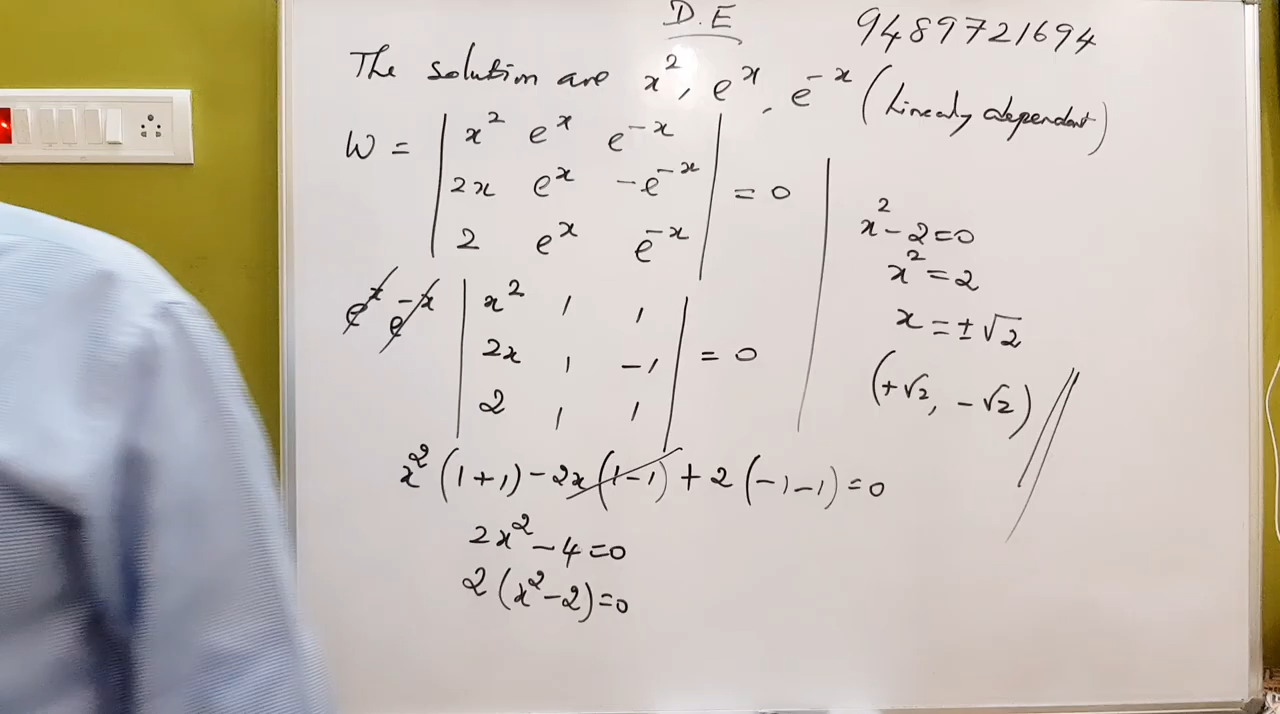 D.E
9489721694
The solution are x², eˣ, e⁻ˣ (Linearly dependent)
W = | x² eˣ e⁻ˣ |
| 2x eˣ -e⁻ˣ | = 0
| 2 eˣ e⁻ˣ |
eˣ e⁻ˣ | x² 1 1 |
| 2x 1 -1 | = 0
| 2 1 1 |
x² (1+1) - 2x (1-1) + 2 (-1-1) = 0
2x² - 4 = 0
2 (x² - 2) = 0
x² - 2 = 0
x² = 2
x = ± √2
(+√2, -√2)